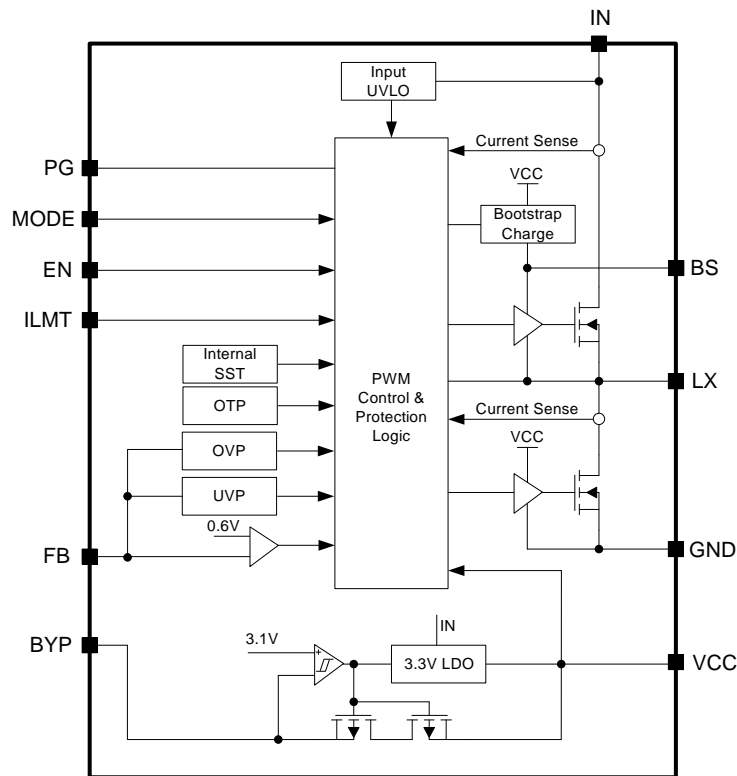 IN
Input
UVLO
Current Sense
PG
VCC
MODE
Bootstrap
Charge
EN
BS
ILMT
Internal
SST
PWM
Control &
Protection
Logic
LX
OTP
Current Sense
OVP
VCC
UVP
0.6V
FB
GND
BYP
IN
3.1V
+
-
3.3V LDO
VCC